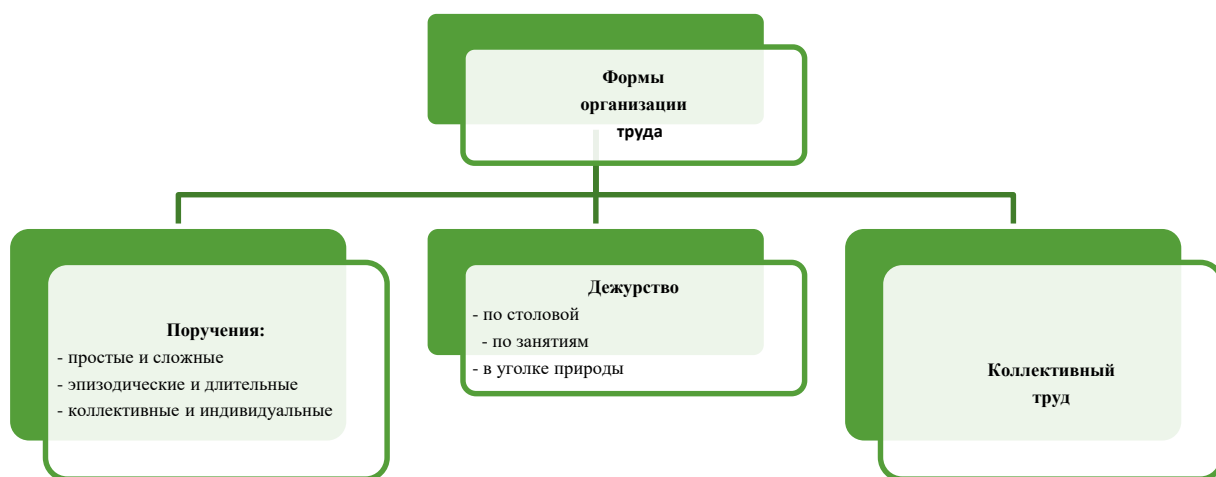 Формы
организации
труда
Поручения:
- простые и сложные
- эпизодические и длительные
- коллективные и индивидуальные
Дежурство
- по столовой
- по занятиям
- в уголке природы
Коллективный
труд